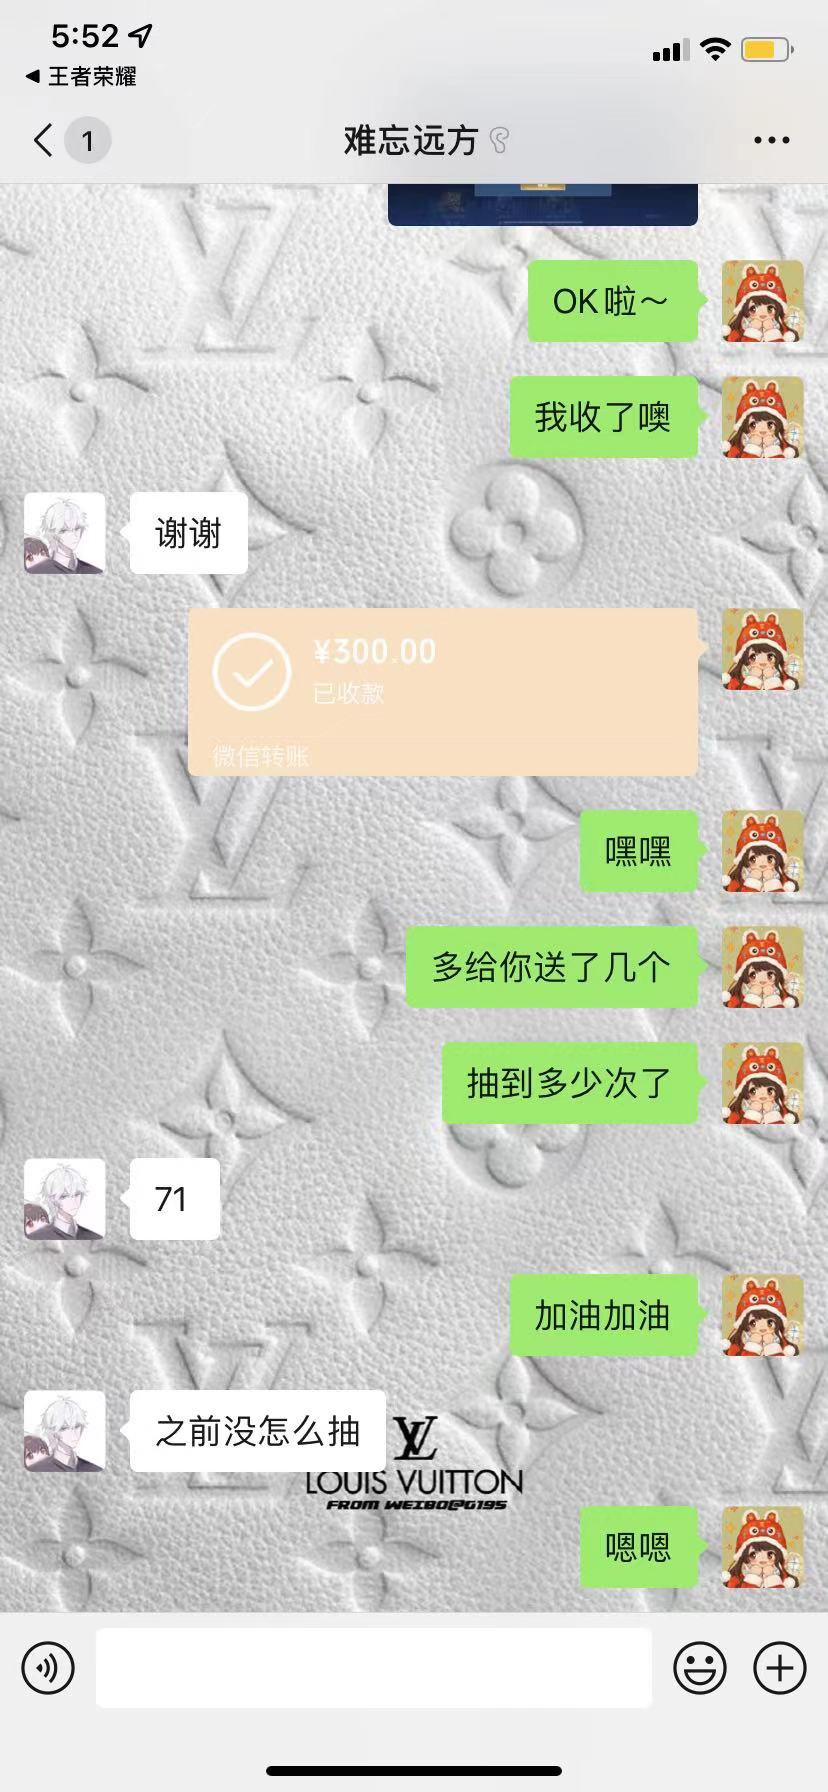 5:52
王者荣耀
1
难忘远方
OK啦～
我收了噢
谢谢
¥300.00
已收款
微信转账
嘿嘿
多给你送了几个
抽到多少次了
71
加油加油
之前没怎么抽
LOUIS VUITTON
FROM WEIBO@G195
嗯嗯